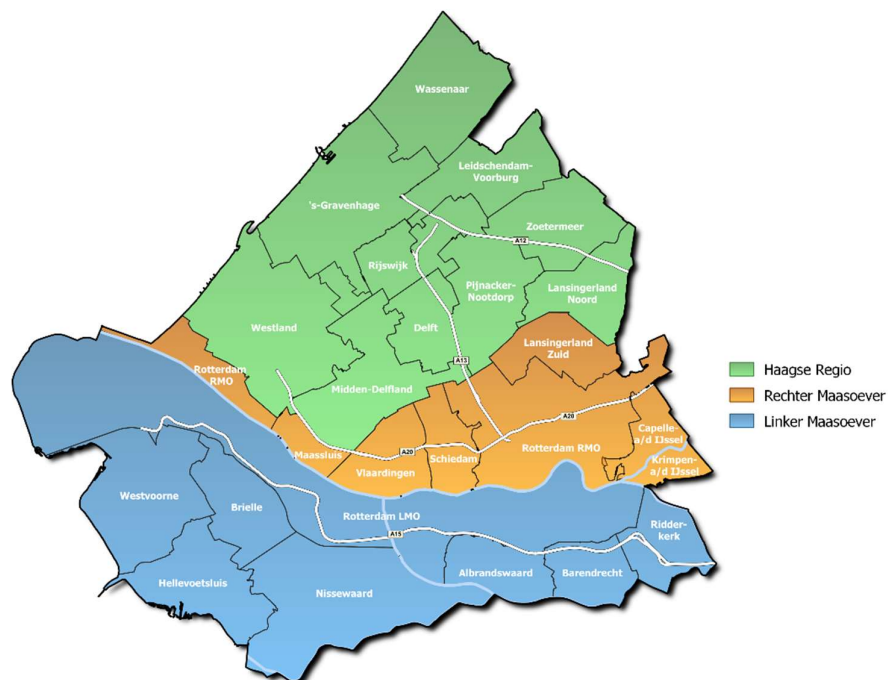 Wassenaar
Leidschendam-
Voorburg
's-Gravenhage
Zoetermeer
A12
Rijswijk
Pijnacker-
Nootdorp
Lansingerland
Noord
Westland
Delft
Lansingerland
Zuid
A13
Rotterdam
RMO
Midden-Delfland
Haagse Regio
Rechter Maasoever
Linker Maasoever
A20
Capelle-
a/d IJssel
Maassluis
A20
Schiedam
Rotterdam RMO
Vlaardingen
Krimpen-
a/d IJssel
Westvoorne
Brielle
Rotterdam LMO
A15
Ridder-
kerk
Hellevoetsluis
Nissewaard
Albrandswaard
Barendrecht